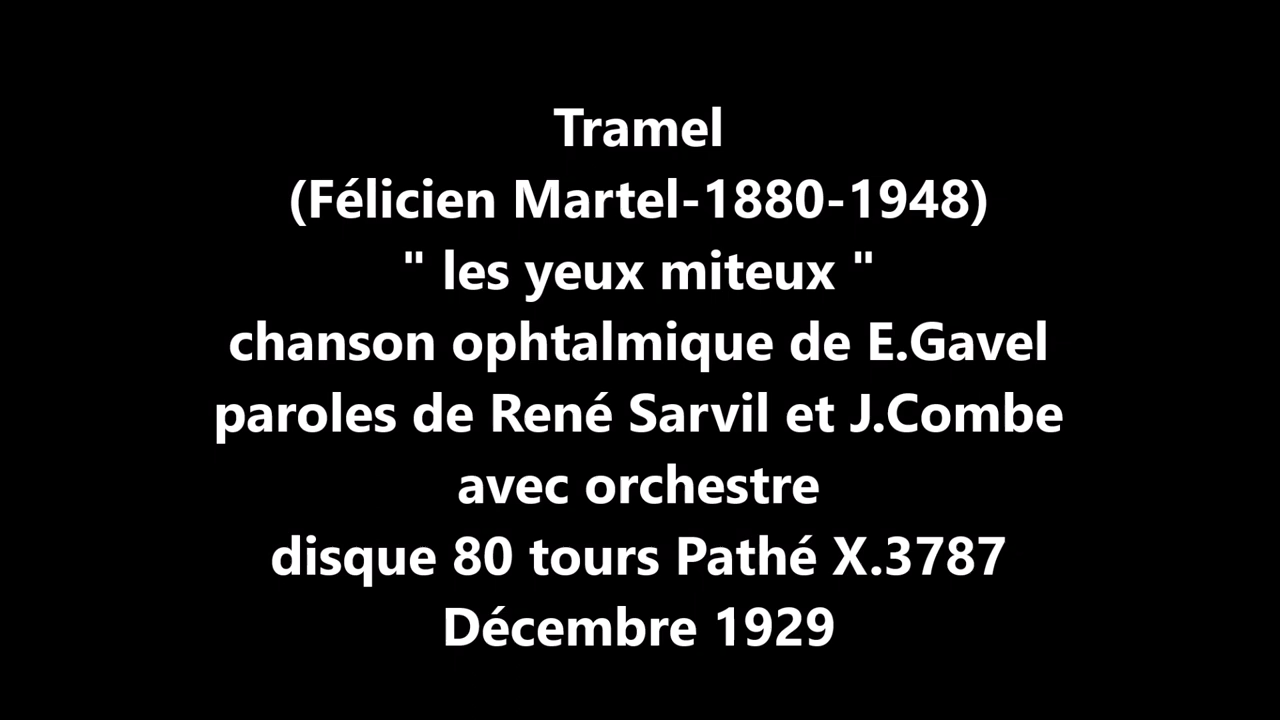 Tramel
(Félicien Martel-1880-1948)
" les yeux miteux "
chanson ophtalmique de E.Gavel
paroles de René Sarvil et J.Combe
avec orchestre
disque 80 tours Pathé X.3787
Décembre 1929